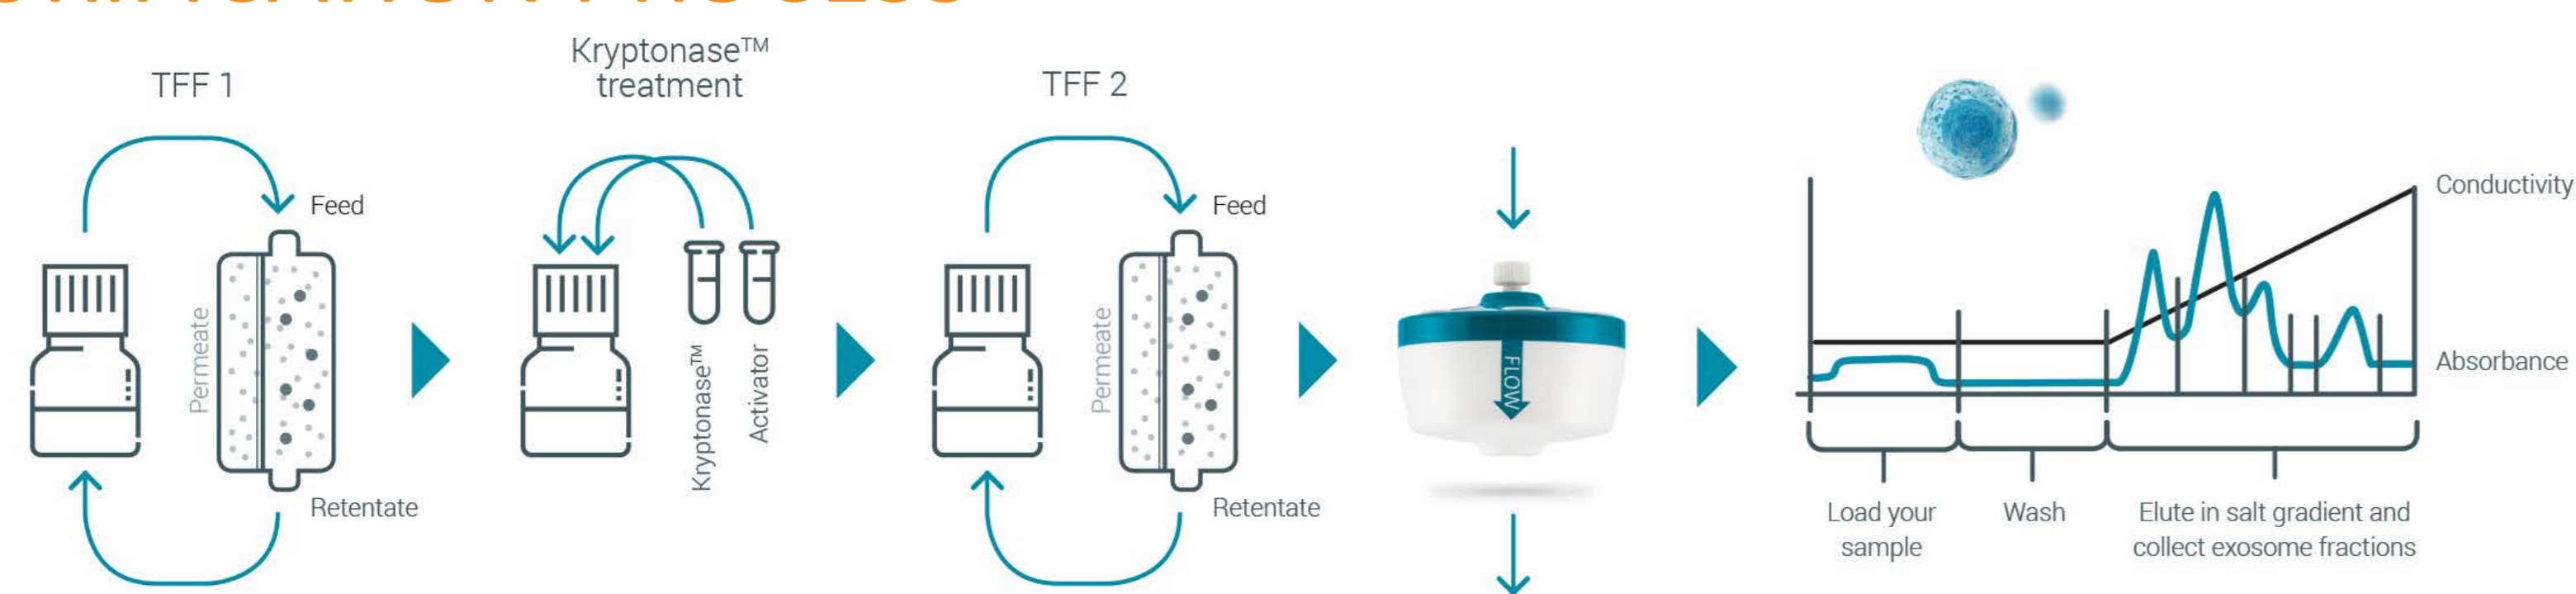 TFF 1
Feed
Permeate
Retentate
Kryptonase™
treatment
Kryptonase™
Activator
TFF 2
Feed
Permeate
Retentate
FLOW
Conductivity
Absorbance
Load your
sample
Wash
Elute in salt gradient and
collect exosome fractions